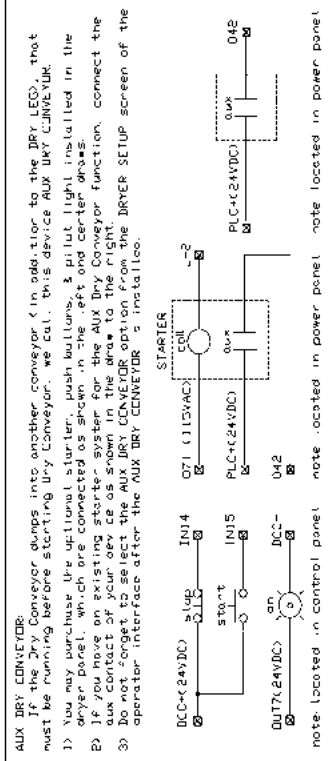 AUX DRY CONVEYOR:
If the Dry Conveyor dumps into another conveyor (in addition to the DRY LEG), that
must be running before starting Dry Conveyor, we call this device AUX DRY CONVEYOR.
1) You may purchase the optional starter, push buttons, & pilot light installed in the
dryer panel, which are connected as shown in the left and center draws.
2) If you have an existing starter system for the AUX Dry Conveyor function, connect the
aux contact of your device as shown in the draw to the right.
3) Do not forget to select the AUX DRY CONVEYOR option from the DRYER SETUP screen of the
operator interface after the AUX DRY CONVEYOR is installed.
DCC+(24VDC)
stop
IN14
start
IN15
OUT7(24VDC)
on
DCC-
note: located in control panel
STARTER
O71 (115VAC)
coil
L-2
PLC+(24VDC)
aux
O42
note located in power panel
PLC+(24VDC)
aux
O42
note located in power panel